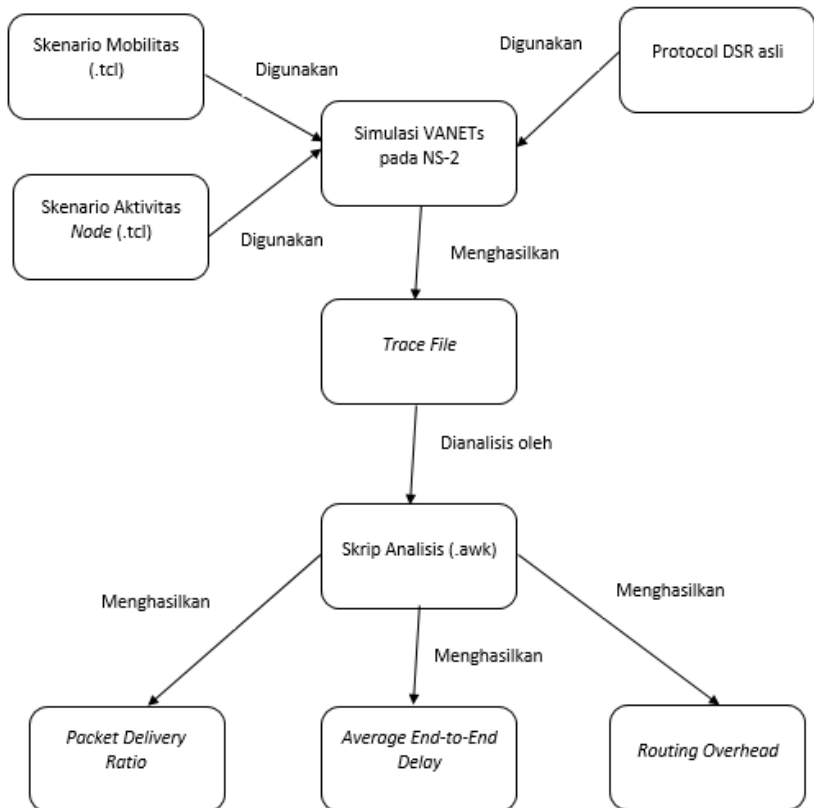 Skenario Mobilitas
(.tcl)
Digunakan
Digunakan
Protocol DSR asli
Simulasi VANETs
pada NS-2
Skenario Aktivitas
Node (.tcl)
Digunakan
Menghasilkan
Trace File
Dianalisis oleh
Skrip Analisis (.awk)
Menghasilkan
Menghasilkan
Menghasilkan
Packet Delivery
Ratio
Average End-to-End
Delay
Routing Overhead